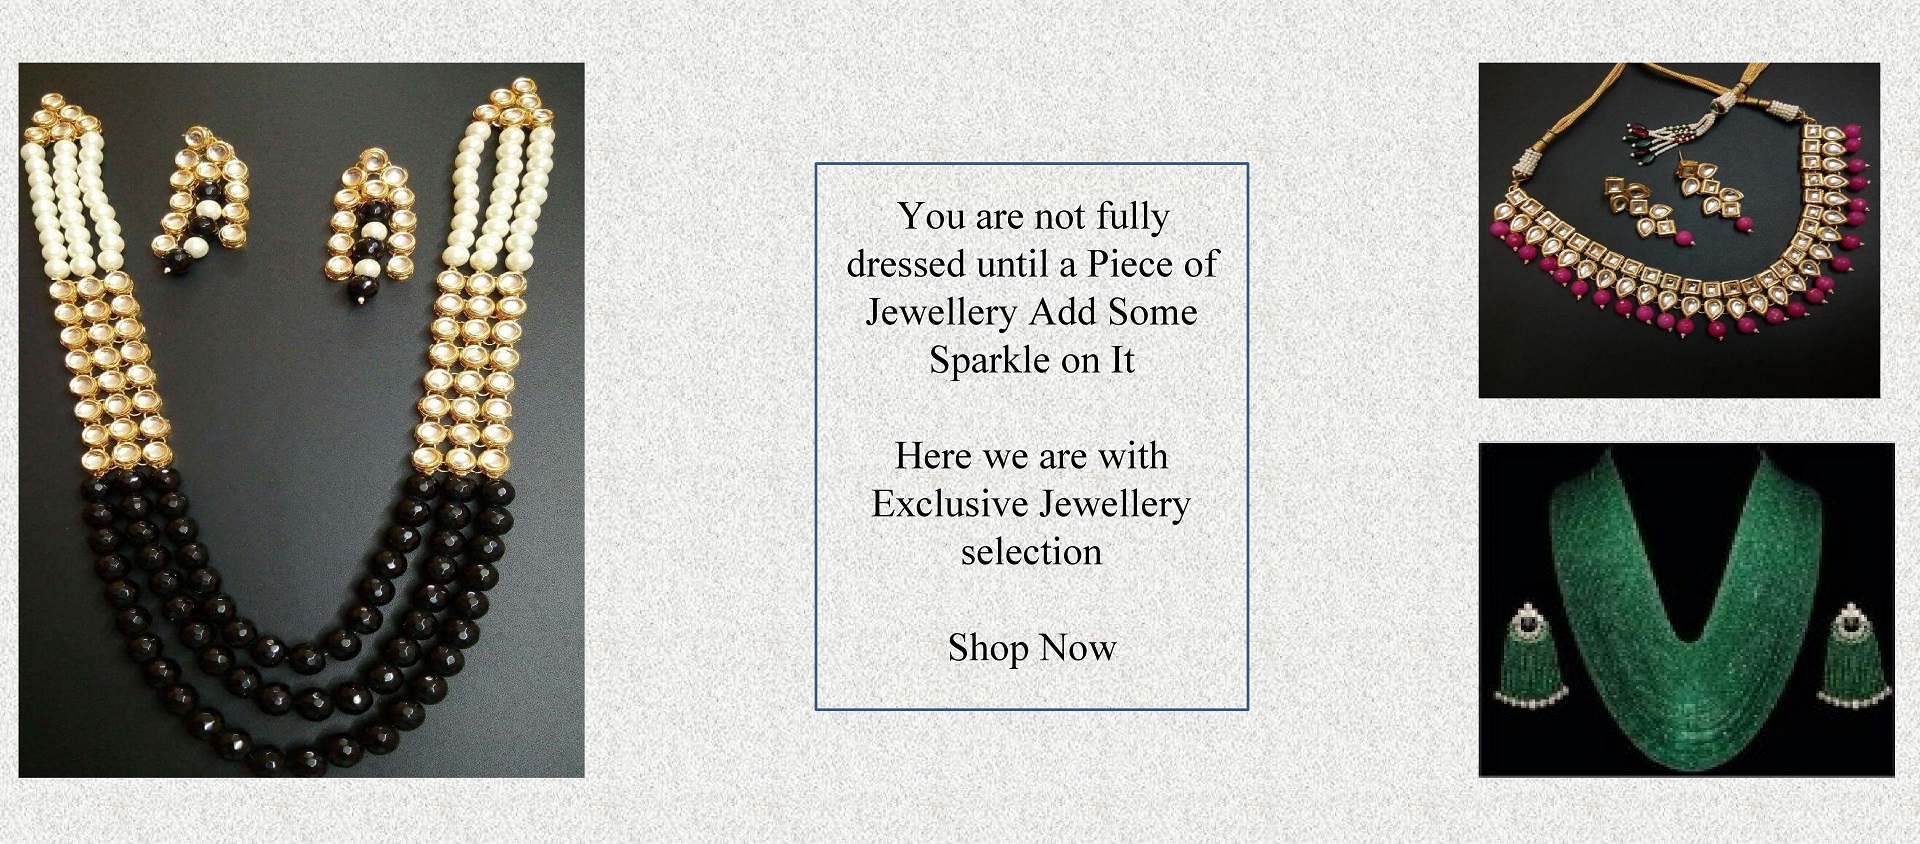 You are not fully
dressed until a Piece of
Jewellery Add Some
Sparkle on It
Here we are with
Exclusive Jewellery
selection
Shop Now